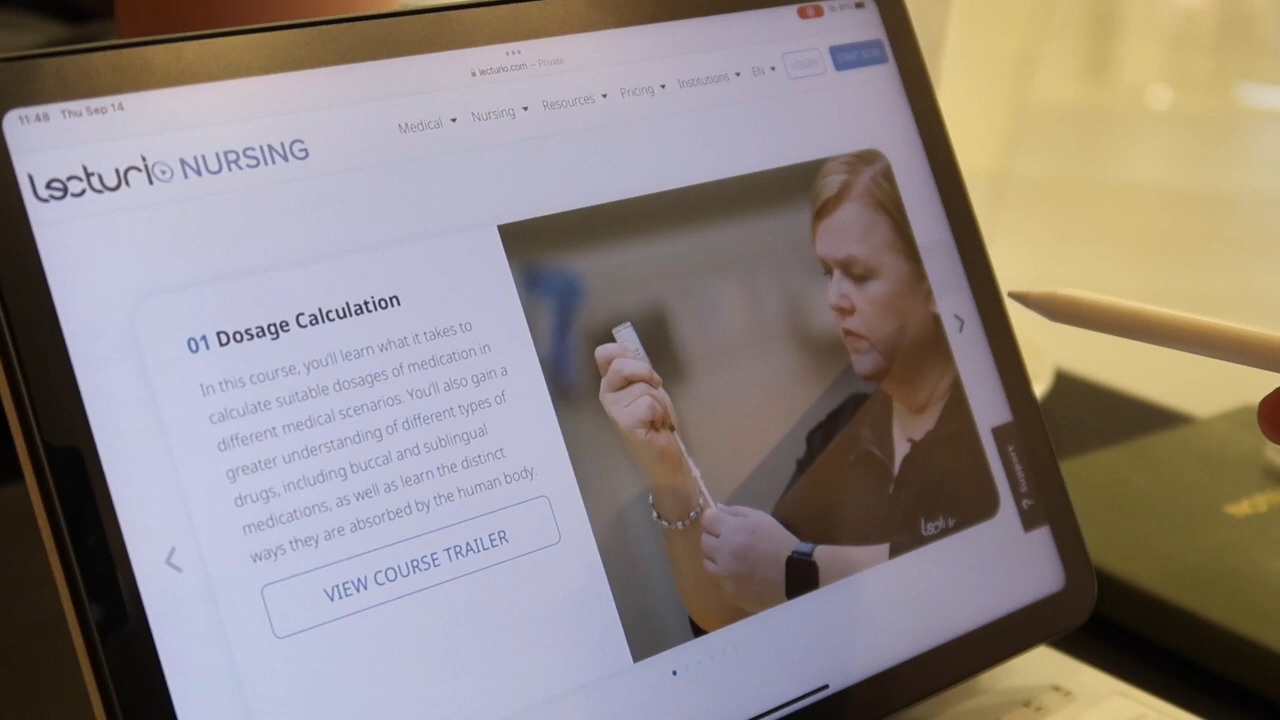 11:48 Thu Sep 14
lecturio.com — Private
lecturio NURSING
Medical Nursing Resources Pricing Institutions EN LOGIN START NOW
01 Dosage Calculation
In this course, you'll learn what it takes to
calculate suitable dosages of medication in
different medical scenarios. You'll also gain a
greater understanding of different types of
drugs, including buccal and sublingual
medications, as well as learn the distinct
ways they are absorbed by the human body.
VIEW COURSE TRAILER
? Support